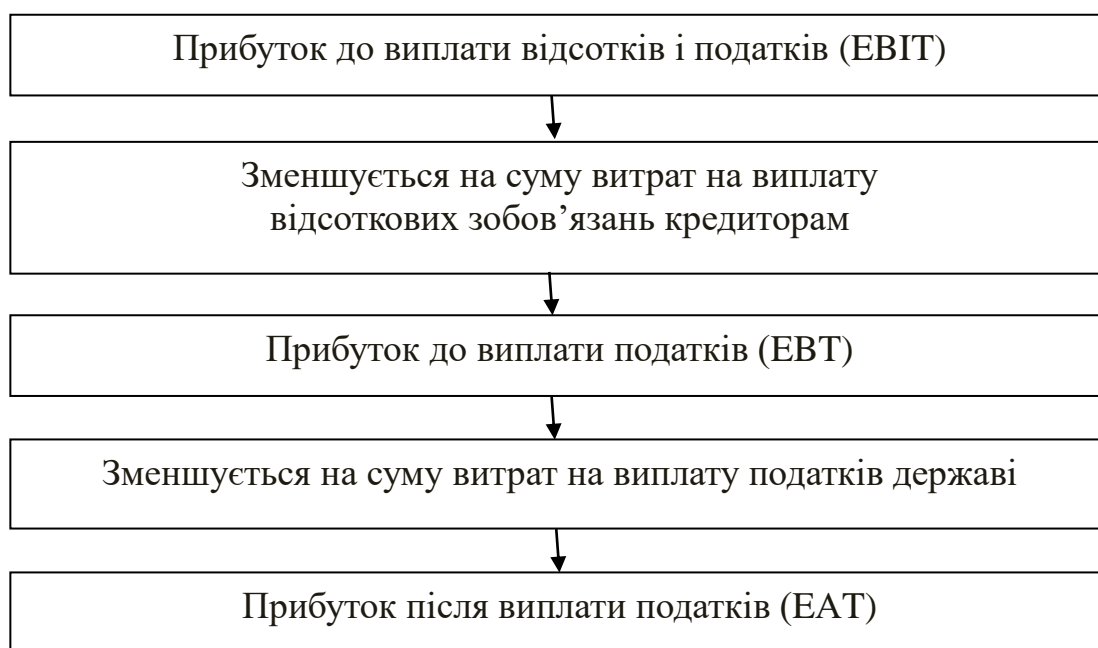 Прибуток до виплати відсотків і податків (EBIT)
Зменшується на суму витрат на виплату
відсоткових зобов’язань кредиторам
Прибуток до виплати податків (EBT)
Зменшується на суму витрат на виплату податків державі
Прибуток після виплати податків (EAT)